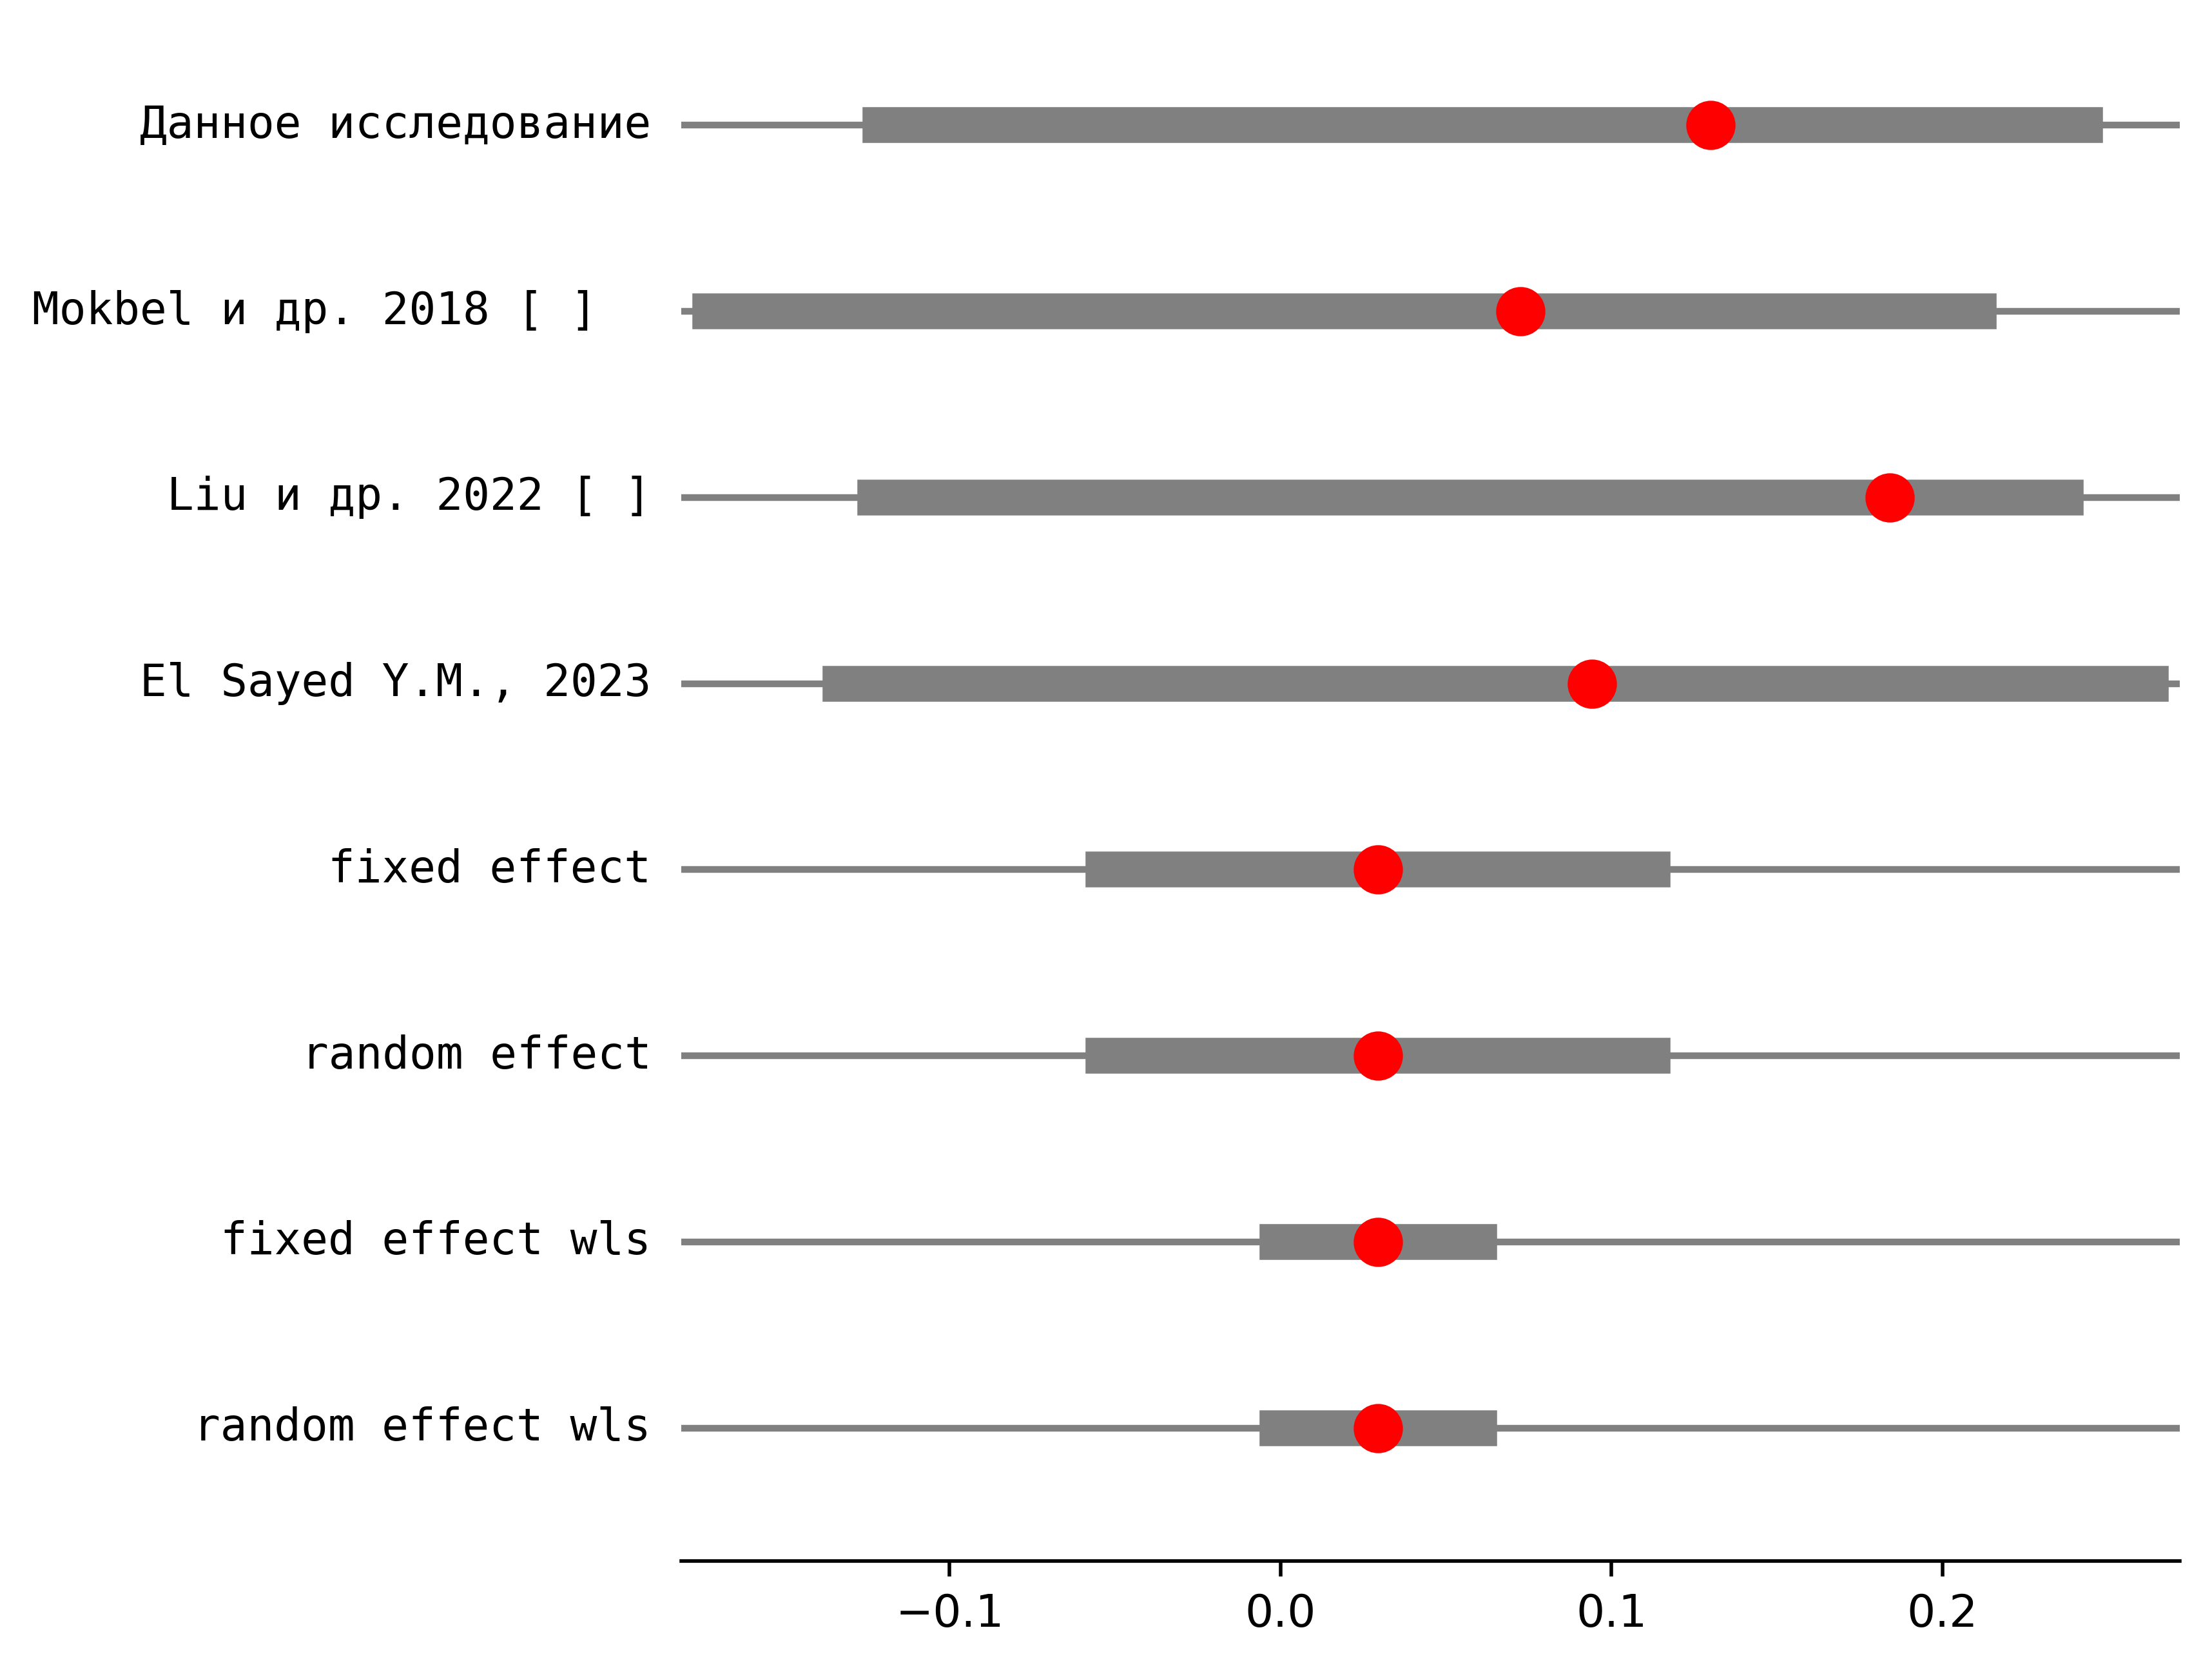 Данное исследование
Mokbel и др. 2018 [ ]
Liu и др. 2022 [ ]
El Sayed Y.M., 2023
fixed effect
random effect
fixed effect wls
random effect wls
−0.1 0.0 0.1 0.2